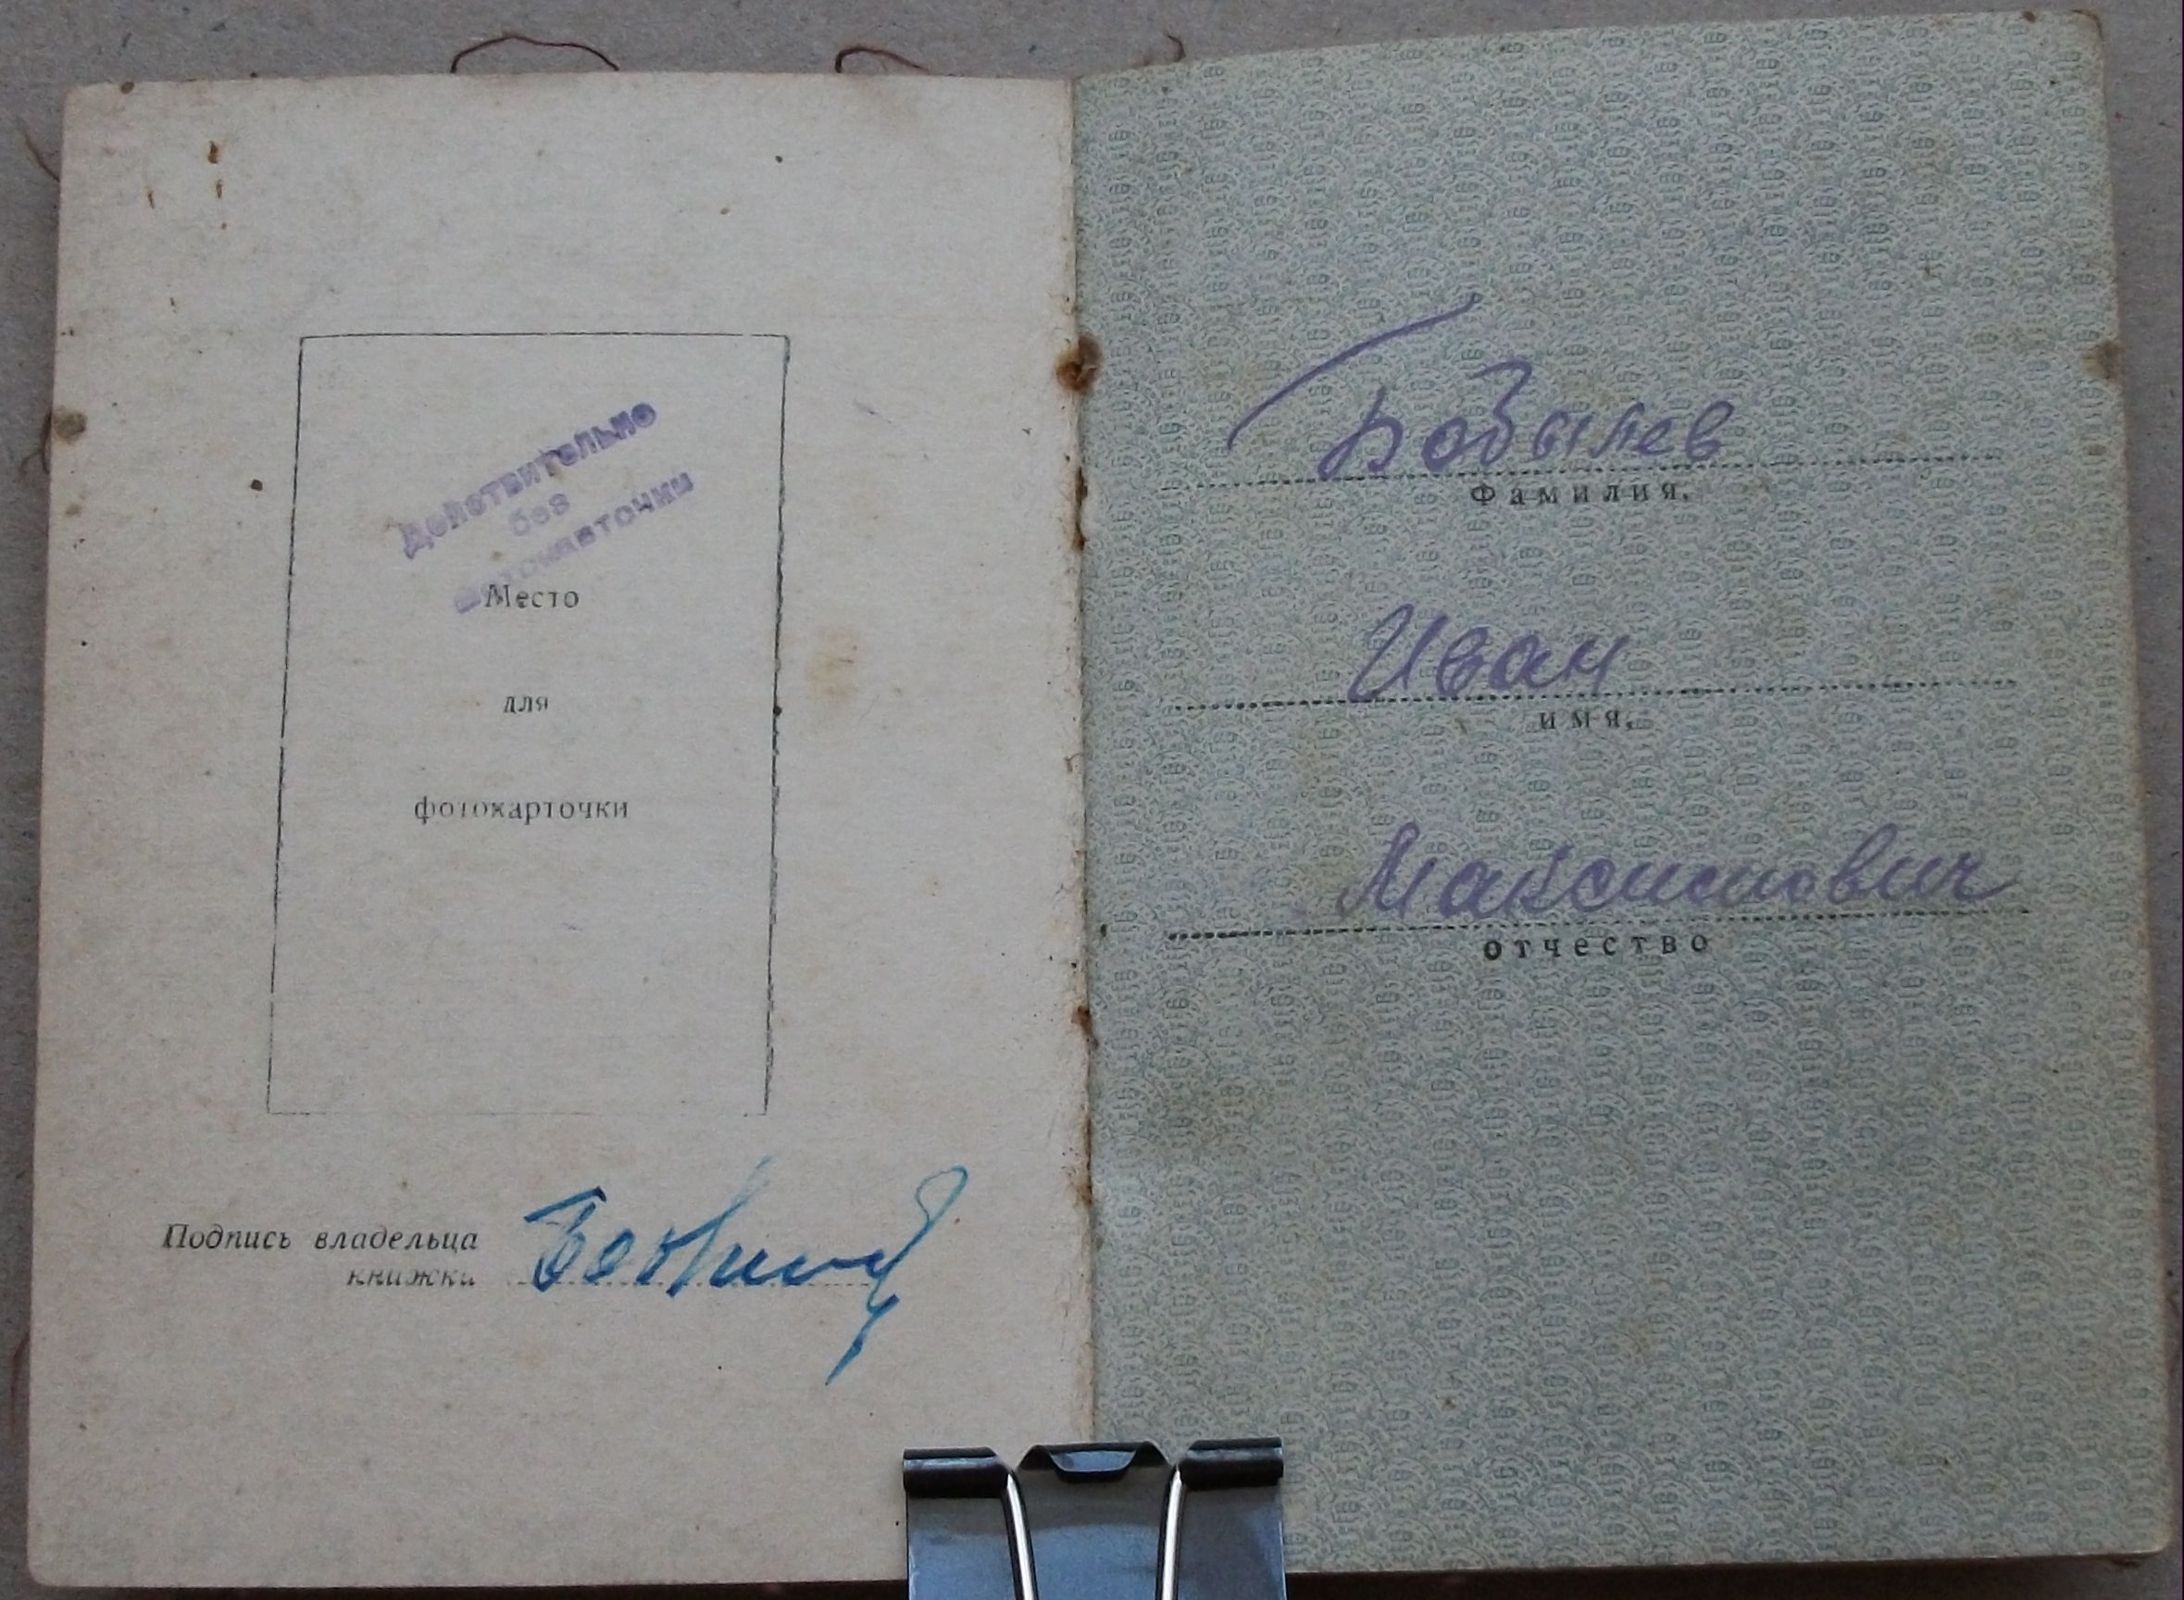 Действительно
без
фотокарточки
Место
для
фотокарточки
Подпись владельца
книжки
Бобылев
Фамилия.
Иван
имя,
Максимович
отчество